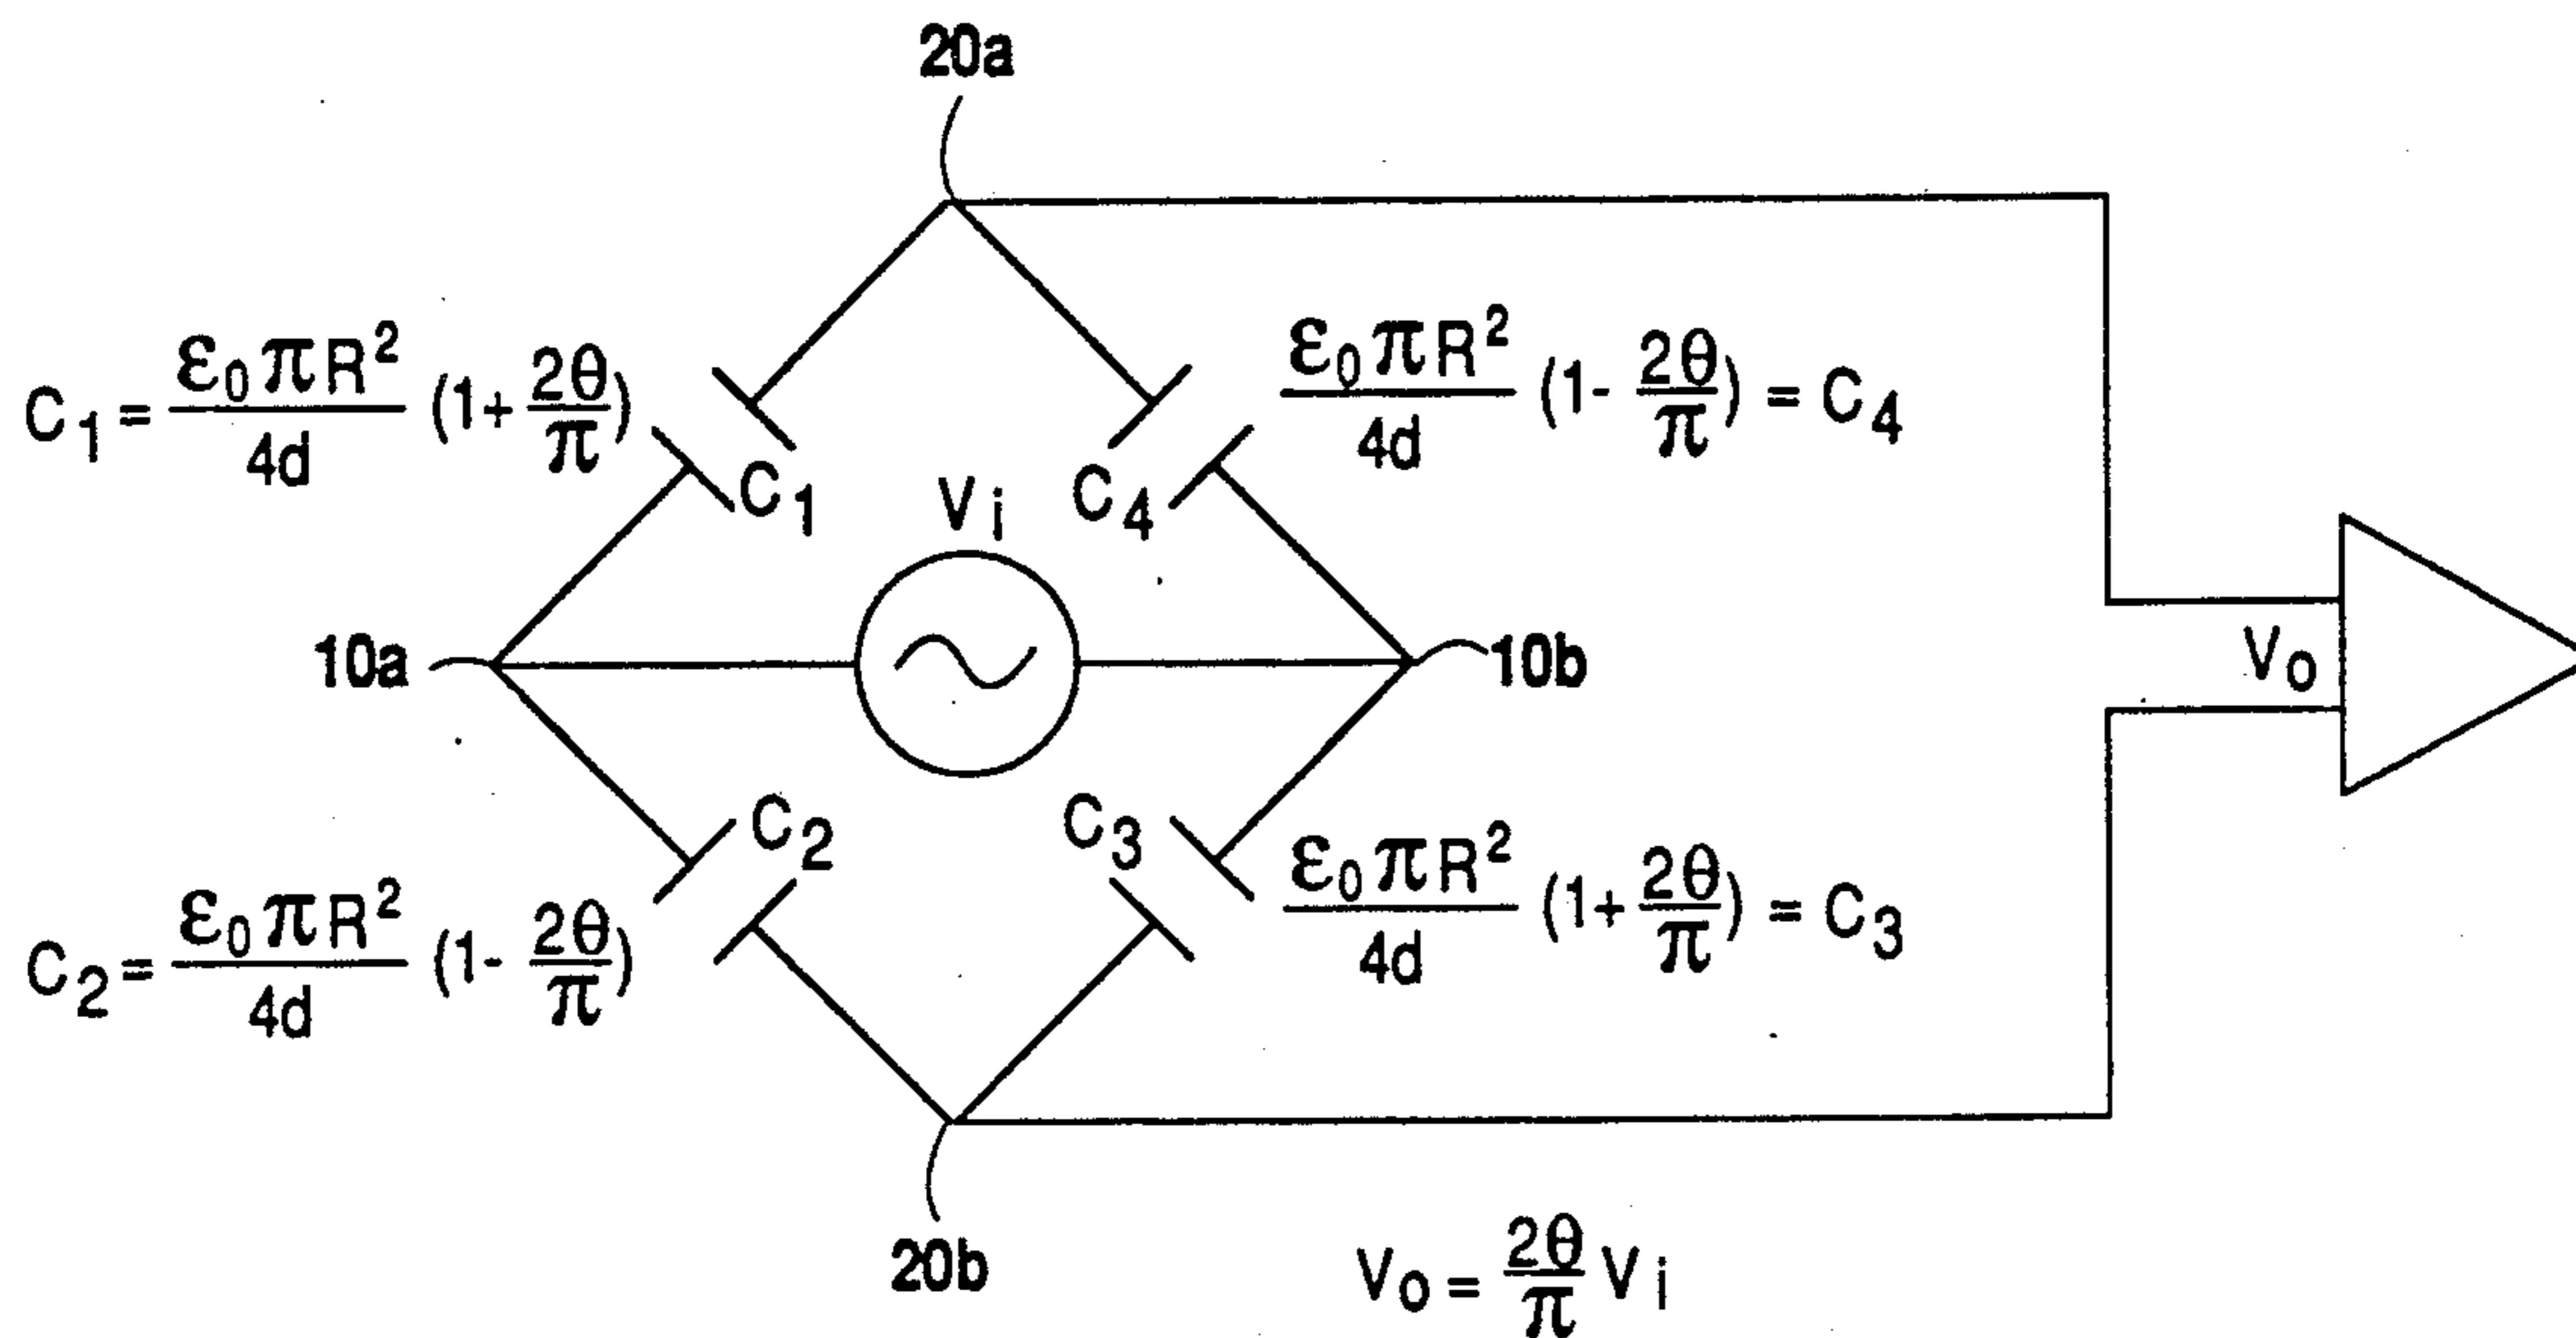 20a
C₁ = ε₀πR²/4d (1+ 2θ/π)
ε₀πR²/4d (1- 2θ/π) = C₄
C₁
C₄
Vᵢ
10a
10b
Vₒ
C₂
C₃
C₂ = ε₀πR²/4d (1- 2θ/π)
ε₀πR²/4d (1+ 2θ/π) = C₃
20b
Vₒ = 2θ/π Vᵢ